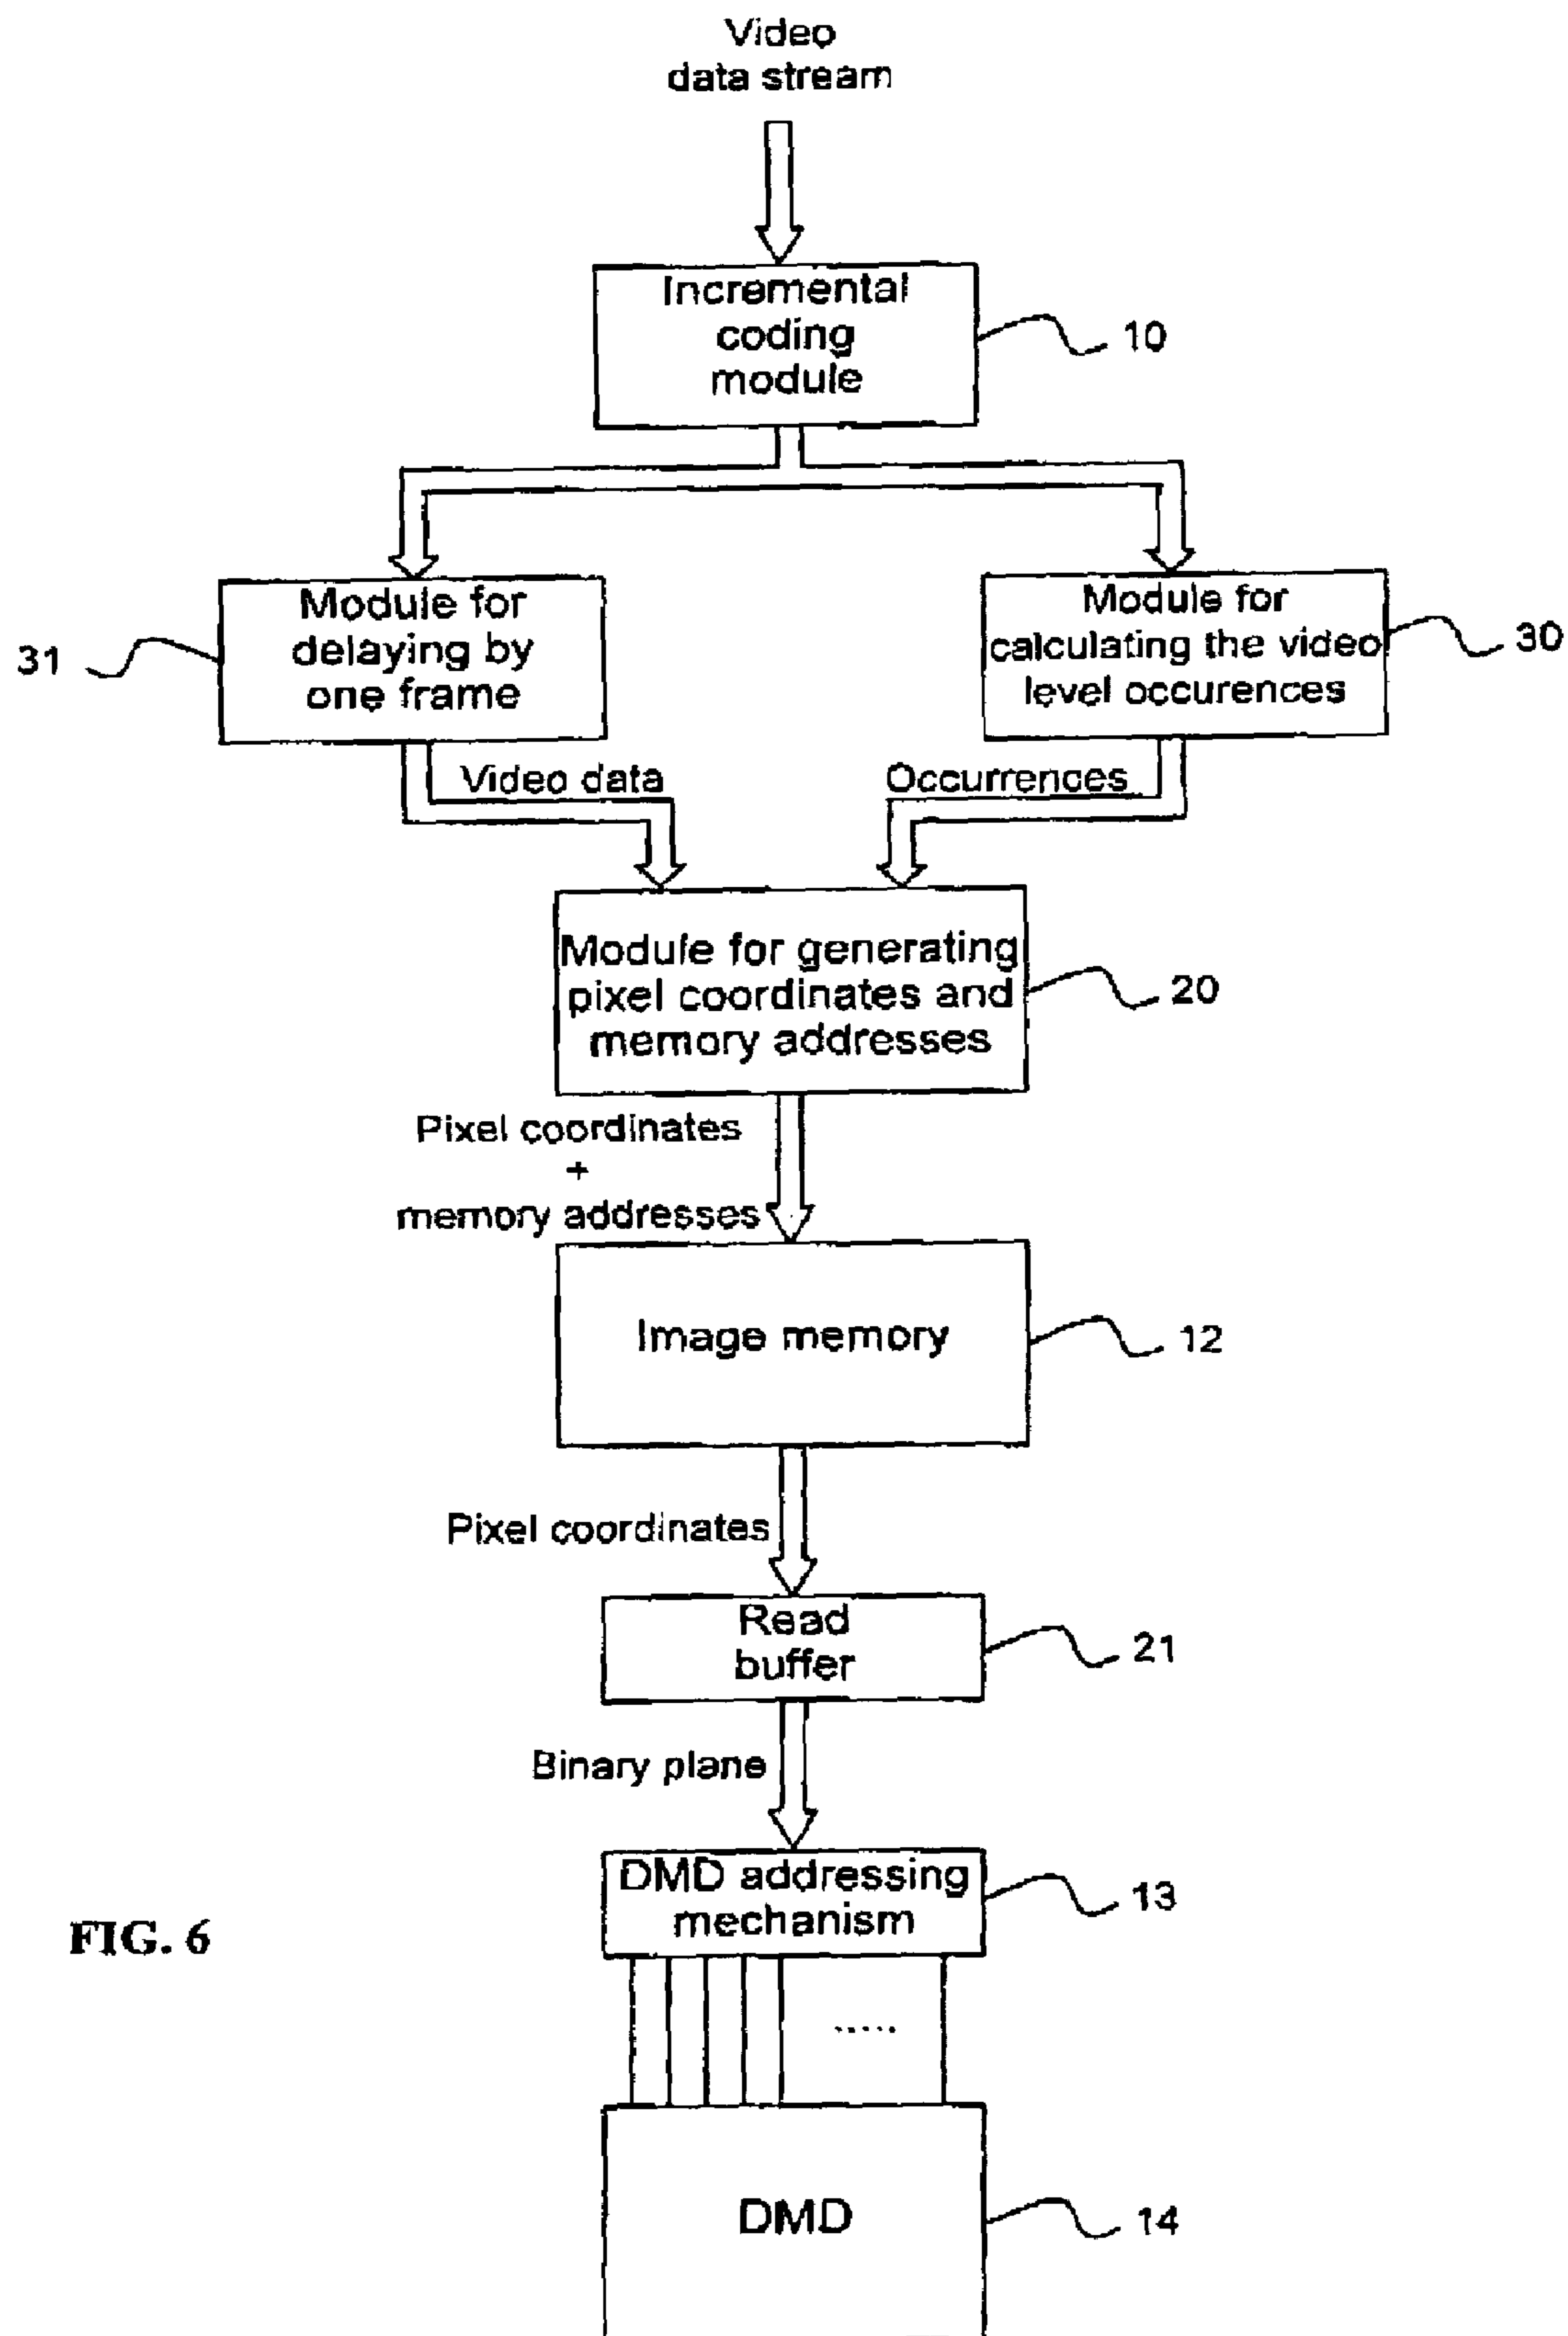 Video
data stream
Incremental
coding
module
10
Module for
delaying by
one frame
31
Module for
calculating the video
level occurences
30
Video data
Occurrences
Module for generating
pixel coordinates and
memory addresses
20
Pixel coordinates
+
memory addresses
Image memory
12
Pixel coordinates
Read
buffer
21
Binary plane
DMD addressing
mechanism
13
FIG. 6
.....
DMD
14